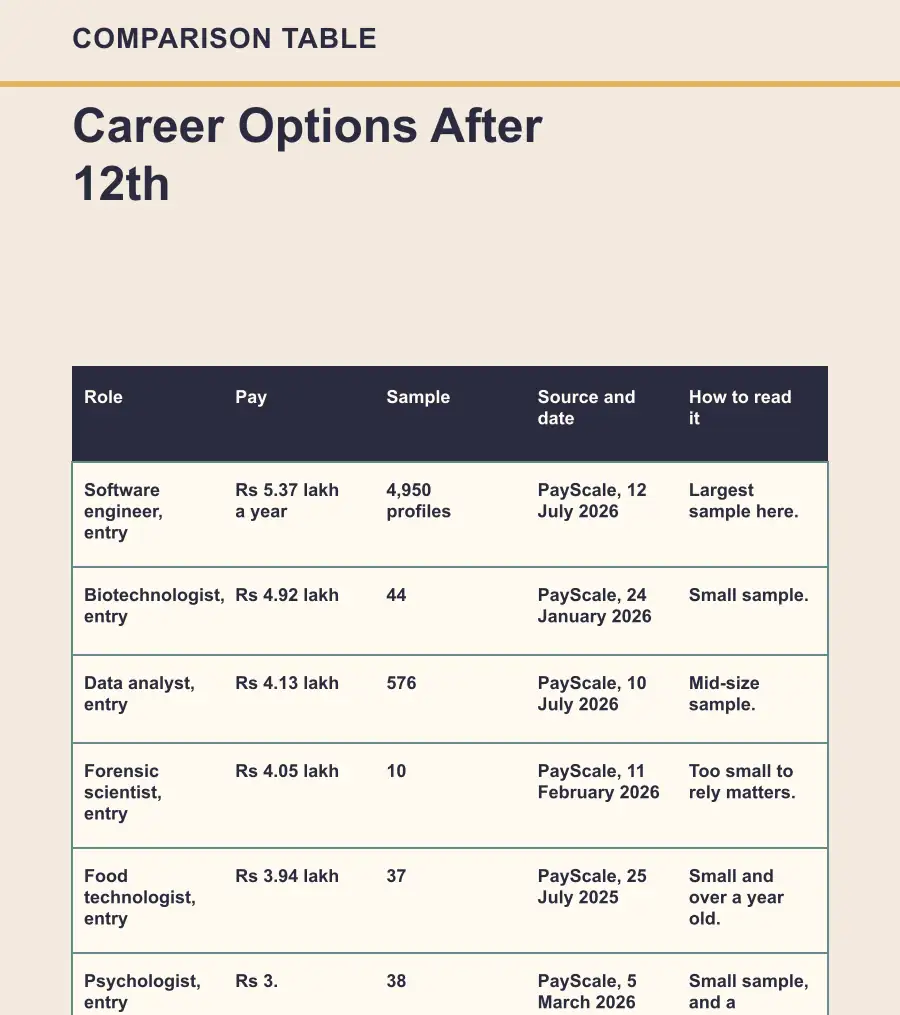 COMPARISON TABLE
Career Options After
12th
Role Pay Sample Source and How to read
date it
Software Rs 5.37 lakh 4,950 PayScale, 12 Largest
engineer, a year profiles July 2026 sample here.
entry
Biotechnologist, Rs 4.92 lakh 44 PayScale, 24 Small sample.
entry January 2026
Data analyst, Rs 4.13 lakh 576 PayScale, 10 Mid-size
entry July 2026 sample.
Forensic Rs 4.05 lakh 10 PayScale, 11 Too small to
scientist, February 2026 rely matters.
entry
Food Rs 3.94 lakh 37 PayScale, 25 Small and
technologist, July 2025 over a year
entry old.
Psychologist, Rs 3. 38 PayScale, 5 Small sample,
entry March 2026 and a